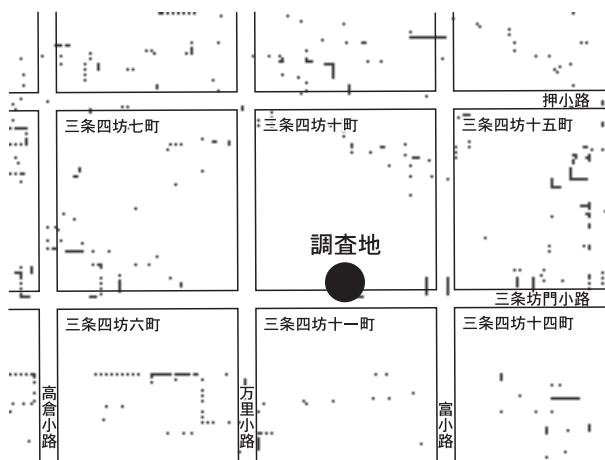 押小路
三条四坊七町
三条四坊十町
三条四坊十五町
調査地
三条坊門小路
三条四坊六町
三条四坊十一町
三条四坊十四町
高倉小路
万里小路
富小路